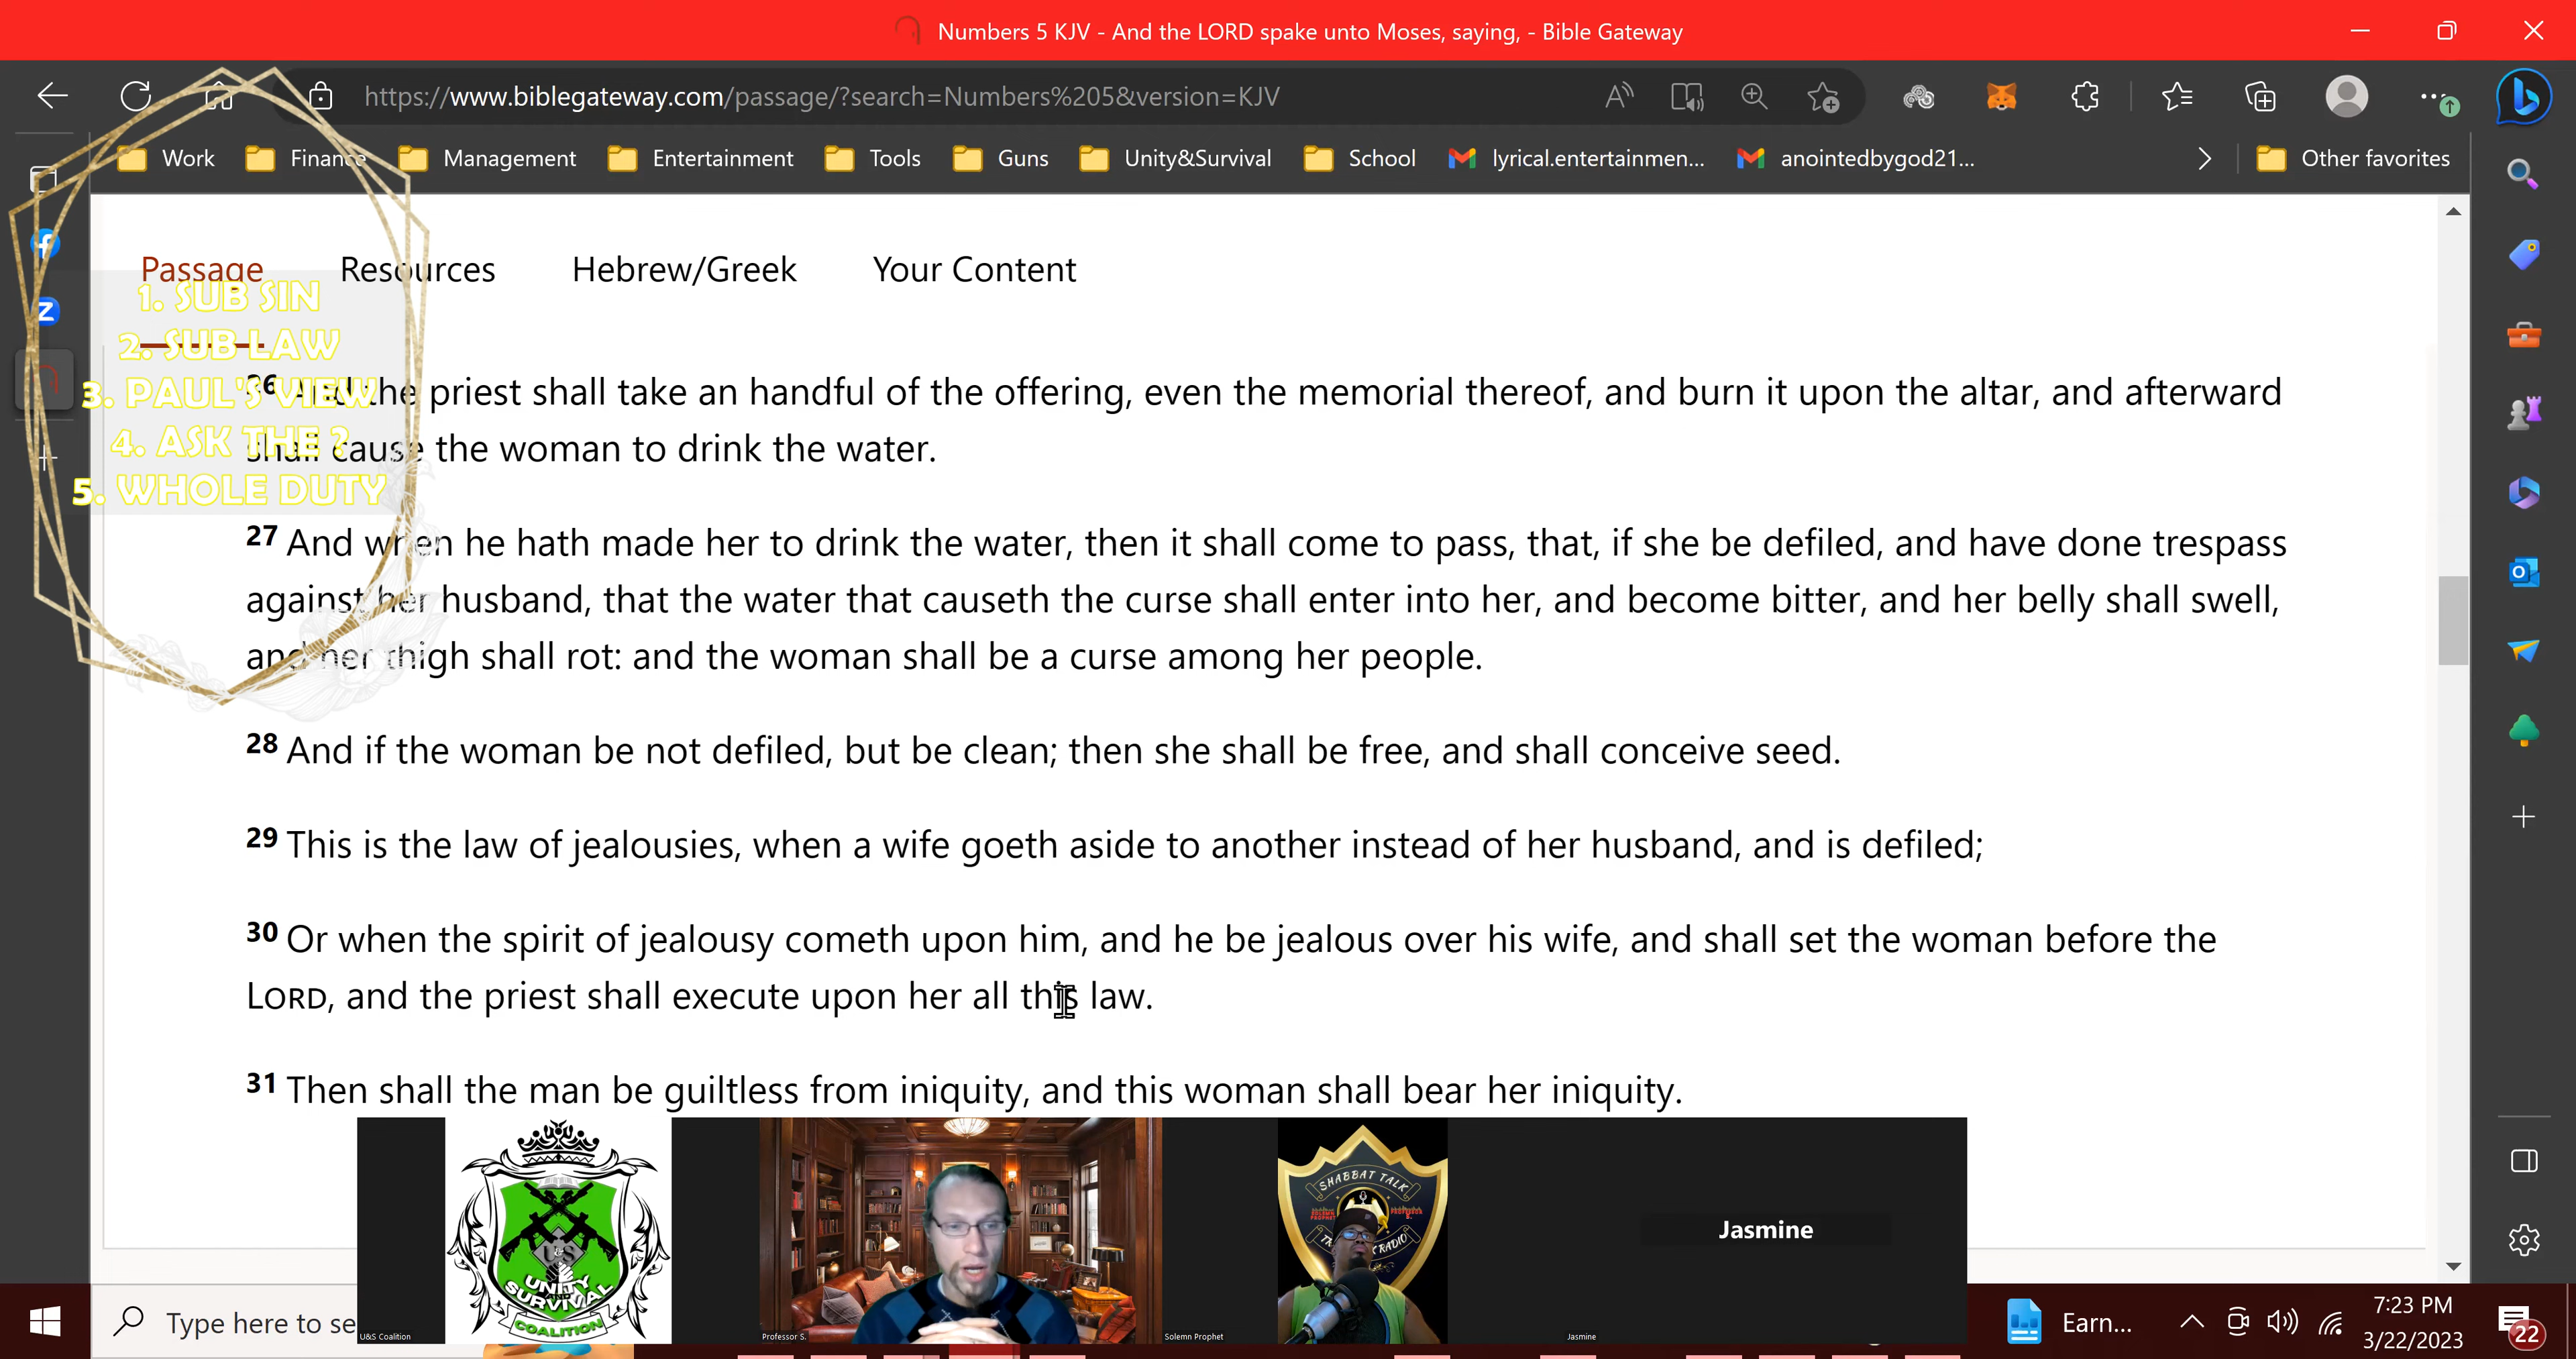 Numbers 5 KJV - And the LORD spake unto Moses, saying, - Bible Gateway
https://www.biblegateway.com/passage/?search=Numbers%205&version=KJV
Work Finance Management Entertainment Tools Guns Unity&Survival School lyrical.entertainmen... anointedbygod21... Other favorites
Passage Resources Hebrew/Greek Your Content
1. SUB SIN
2. SUB LAW
3. PAUL'S VIEW
4. ASK THE ?
5. WHOLE DUTY
26 And the priest shall take an handful of the offering, even the memorial thereof, and burn it upon the altar, and afterward
shall cause the woman to drink the water.
27 And when he hath made her to drink the water, then it shall come to pass, that, if she be defiled, and have done trespass
against her husband, that the water that causeth the curse shall enter into her, and become bitter, and her belly shall swell,
and her thigh shall rot: and the woman shall be a curse among her people.
28 And if the woman be not defiled, but be clean; then she shall be free, and shall conceive seed.
29 This is the law of jealousies, when a wife goeth aside to another instead of her husband, and is defiled;
30 Or when the spirit of jealousy cometh upon him, and he be jealous over his wife, and shall set the woman before the
LORD, and the priest shall execute upon her all this law.
31 Then shall the man be guiltless from iniquity, and this woman shall bear her iniquity.
U&S
UNITY
AND
SURVIVAL
COALITION
U&S Coalition
Professor S.
SHABBAT TALK
RADIO
PROPHET
Solemn Prophet
Jasmine
Jasmine
Type here to se
Earn...
7:23 PM
3/22/2023
22